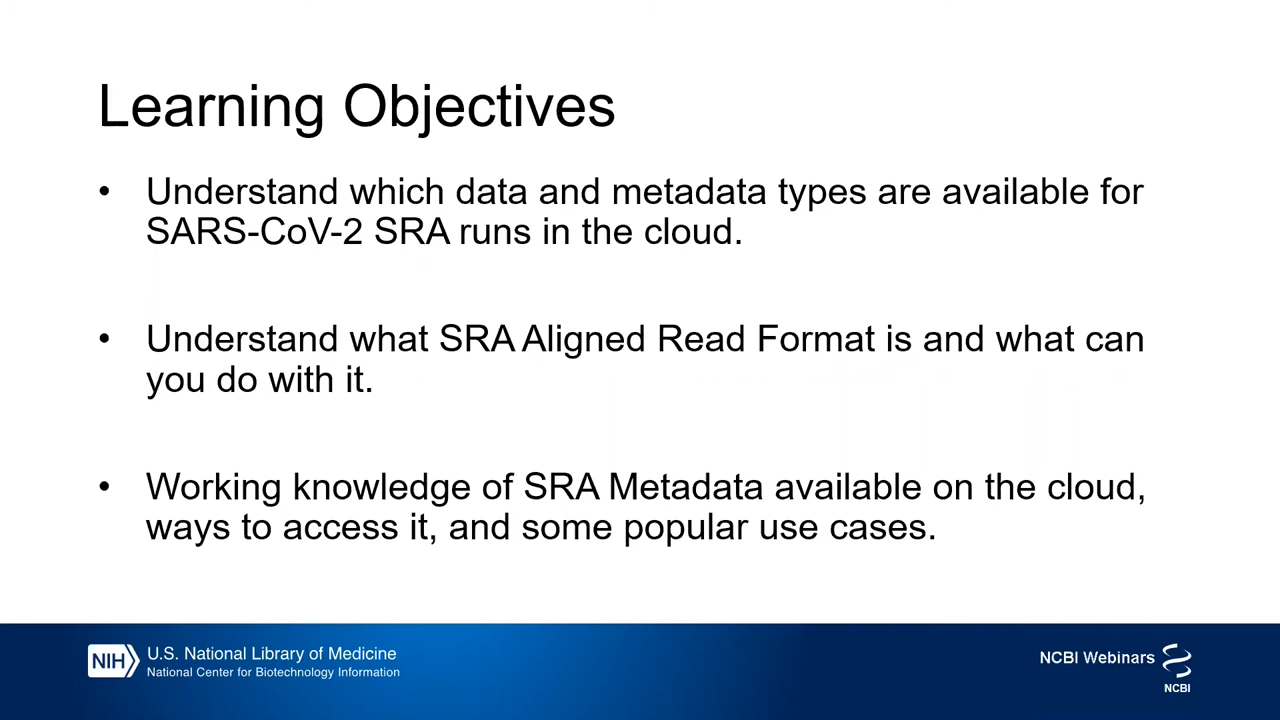 Learning Objectives
• Understand which data and metadata types are available for
SARS-CoV-2 SRA runs in the cloud.
• Understand what SRA Aligned Read Format is and what can
you do with it.
• Working knowledge of SRA Metadata available on the cloud,
ways to access it, and some popular use cases.
NIH
U.S. National Library of Medicine
National Center for Biotechnology Information
NCBI Webinars
NCBI